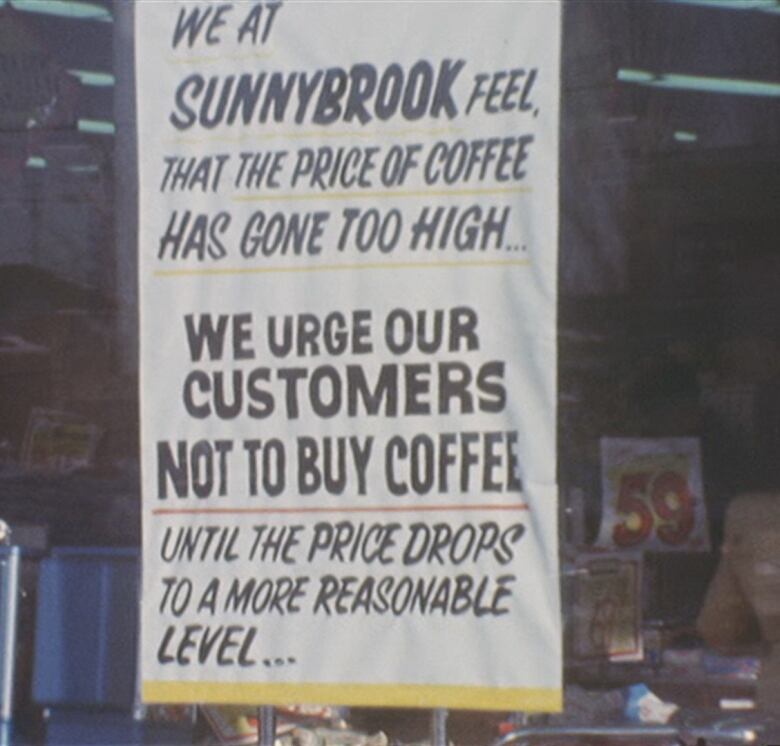 WE AT
SUNNYBROOK FEEL,
THAT THE PRICE OF COFFEE
HAS GONE TOO HIGH...
WE URGE OUR
CUSTOMERS
NOT TO BUY COFFEE
UNTIL THE PRICE DROPS
TO A MORE REASONABLE
LEVEL...
59